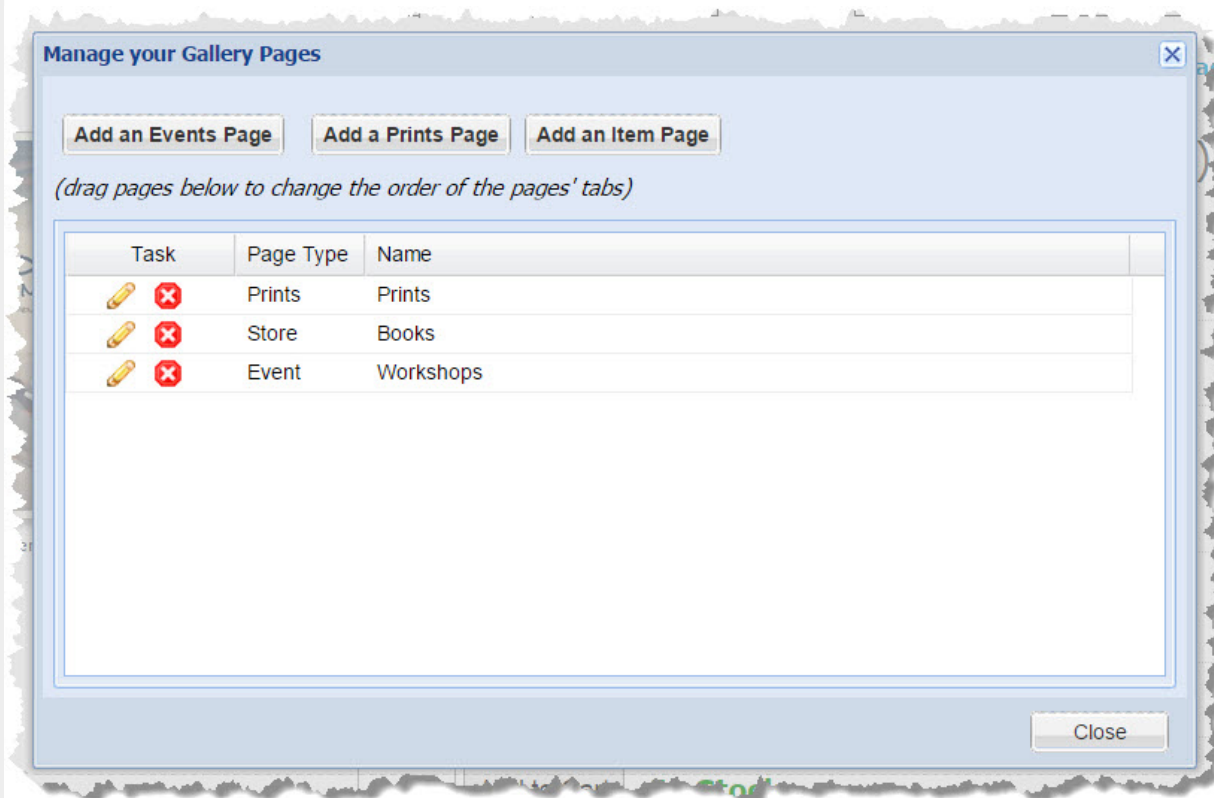 Manage your Gallery Pages
Add an Events Page Add a Prints Page Add an Item Page
(drag pages below to change the order of the pages' tabs)
Task Page Type Name
Prints Prints
Store Books
Event Workshops
Close